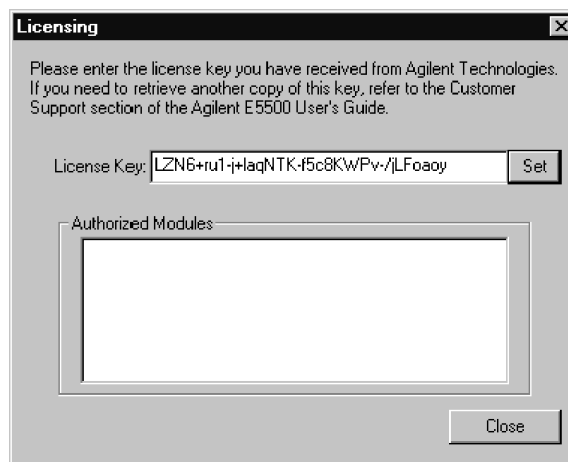 Licensing
Please enter the license key you have received from Agilent Technologies.
If you need to retrieve another copy of this key, refer to the Customer
Support section of the Agilent E5500 User's Guide.
License Key: LZN6+ru1-j+laqNTK-f5c8KWPv-/jLFoaoy Set
Authorized Modules
Close